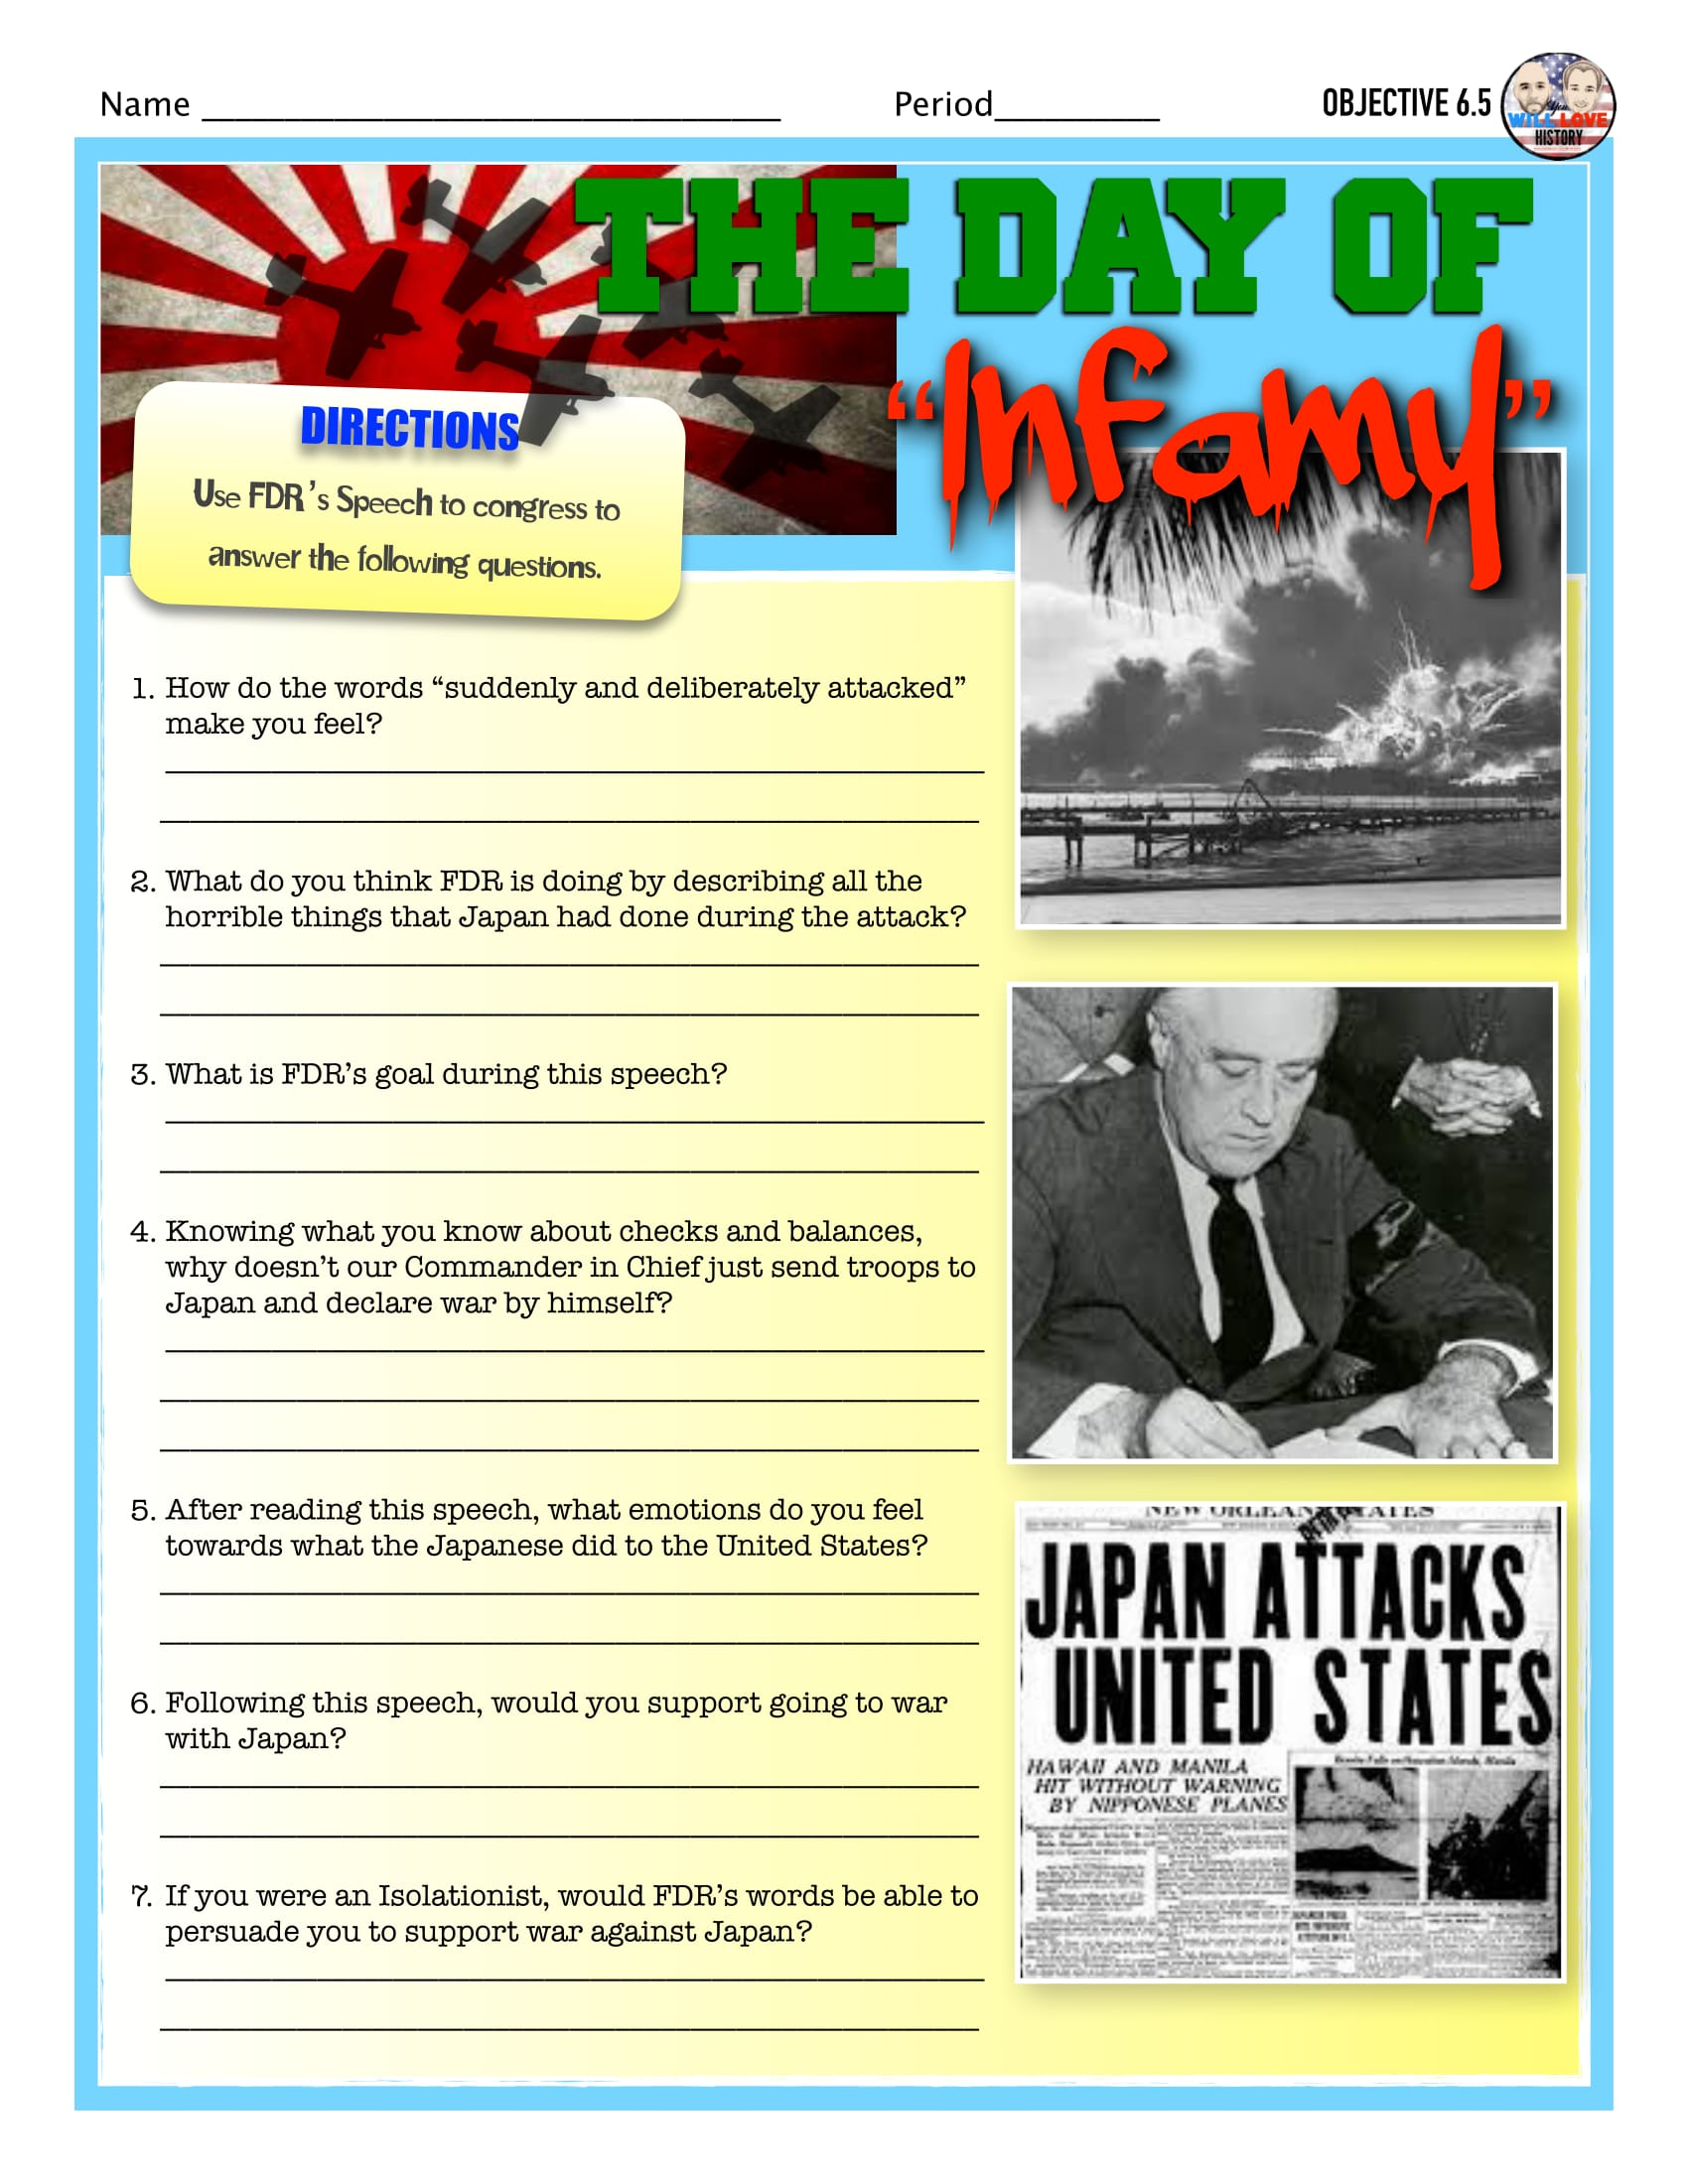 Name
Period
OBJECTIVE 6.5
You
WILL LOVE
HISTORY
THE DAY OF
“Infamy”
DIRECTIONS
Use FDR’s Speech to congress to
answer the following questions.
1. How do the words “suddenly and deliberately attacked”
make you feel?
2. What do you think FDR is doing by describing all the
horrible things that Japan had done during the attack?
3. What is FDR’s goal during this speech?
4. Knowing what you know about checks and balances,
why doesn’t our Commander in Chief just send troops to
Japan and declare war by himself?
5. After reading this speech, what emotions do you feel
towards what the Japanese did to the United States?
6. Following this speech, would you support going to war
with Japan?
7. If you were an Isolationist, would FDR’s words be able to
persuade you to support war against Japan?
NEW ORLEANS STATES
JAPAN ATTACKS
UNITED STATES
HAWAII AND MANILA
HIT WITHOUT WARNING
BY NIPPONESE PLANES